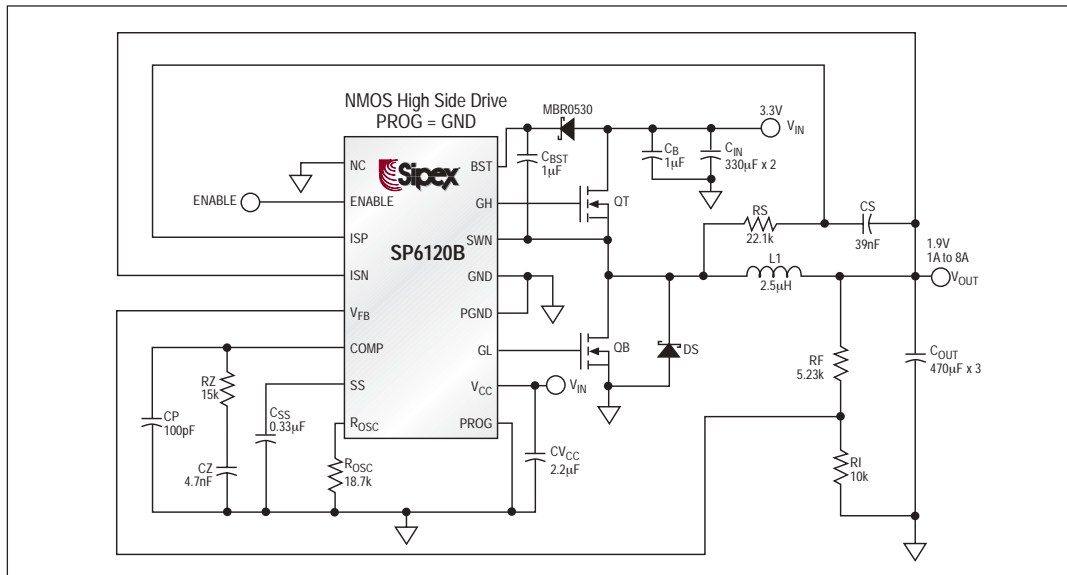 NMOS High Side Drive
PROG = GND
Sipex
SP6120B
NC
ENABLE
ISP
ISN
VFB
COMP
SS
ROSC
BST
GH
SWN
GND
PGND
GL
VCC
PROG
ENABLE
MBR0530
CBST
1µF
3.3V
VIN
CB
1µF
CIN
330µF x 2
QT
RS
22.1k
CS
39nF
L1
2.5µH
1.9V
1A to 8A
VOUT
QB
DS
RF
5.23k
COUT
470µF x 3
RI
10k
VIN
CVCC
2.2µF
RZ
15k
CP
100pF
CZ
4.7nF
CSS
0.33µF
ROSC
18.7k